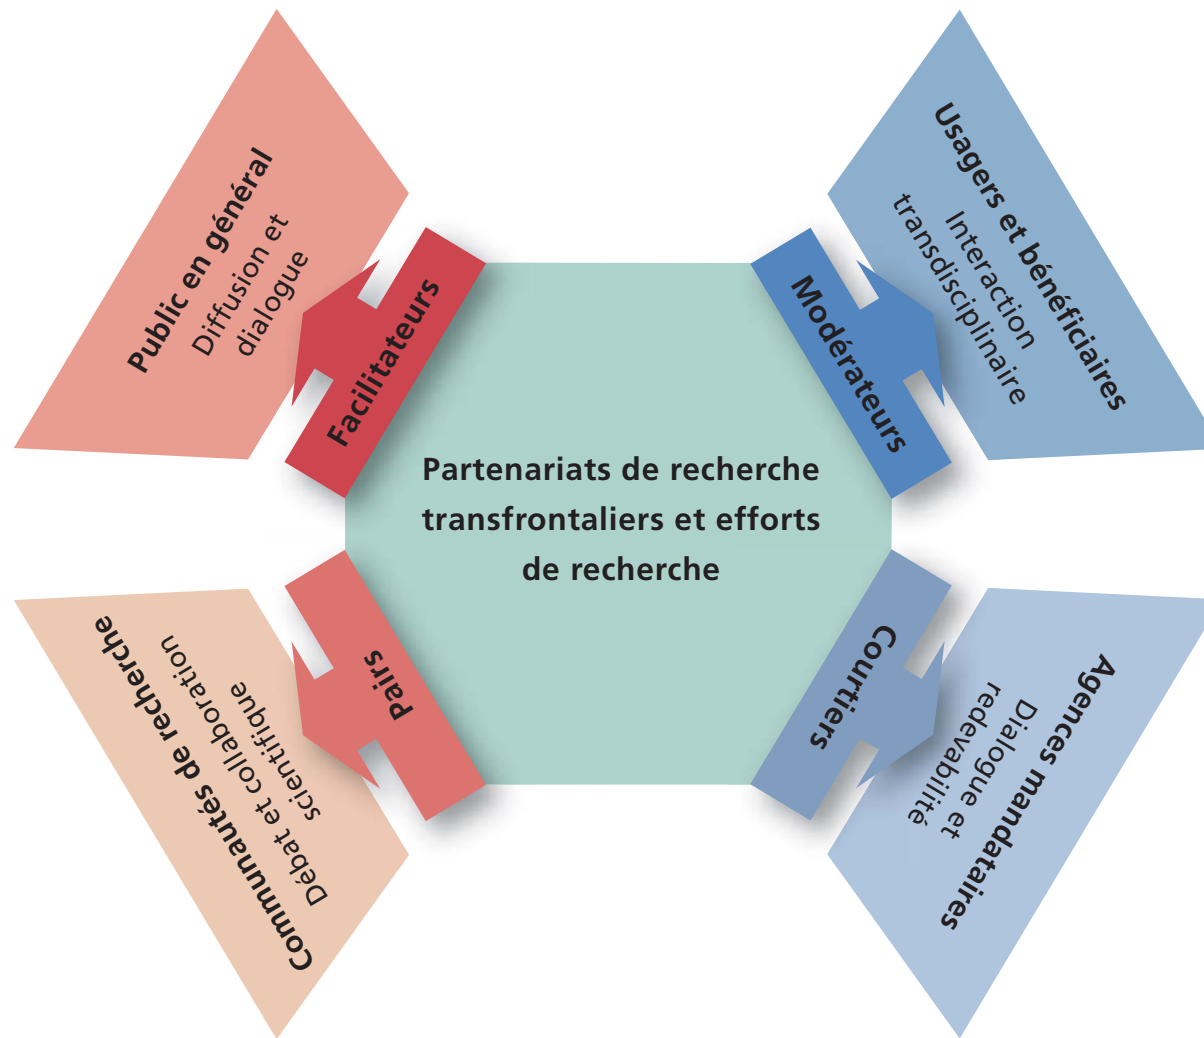 Public en général
Diffusion et
dialogue
Facilitateurs
Usagers et bénéficiaires
Interaction
transdisciplinaire
Modérateurs
Partenariats de recherche
transfrontaliers et efforts
de recherche
Communautés de recherche
Débat et collaboration
scientifique
Pairs
Agences mandataires
Dialogue et
redevabilité
Courtiers